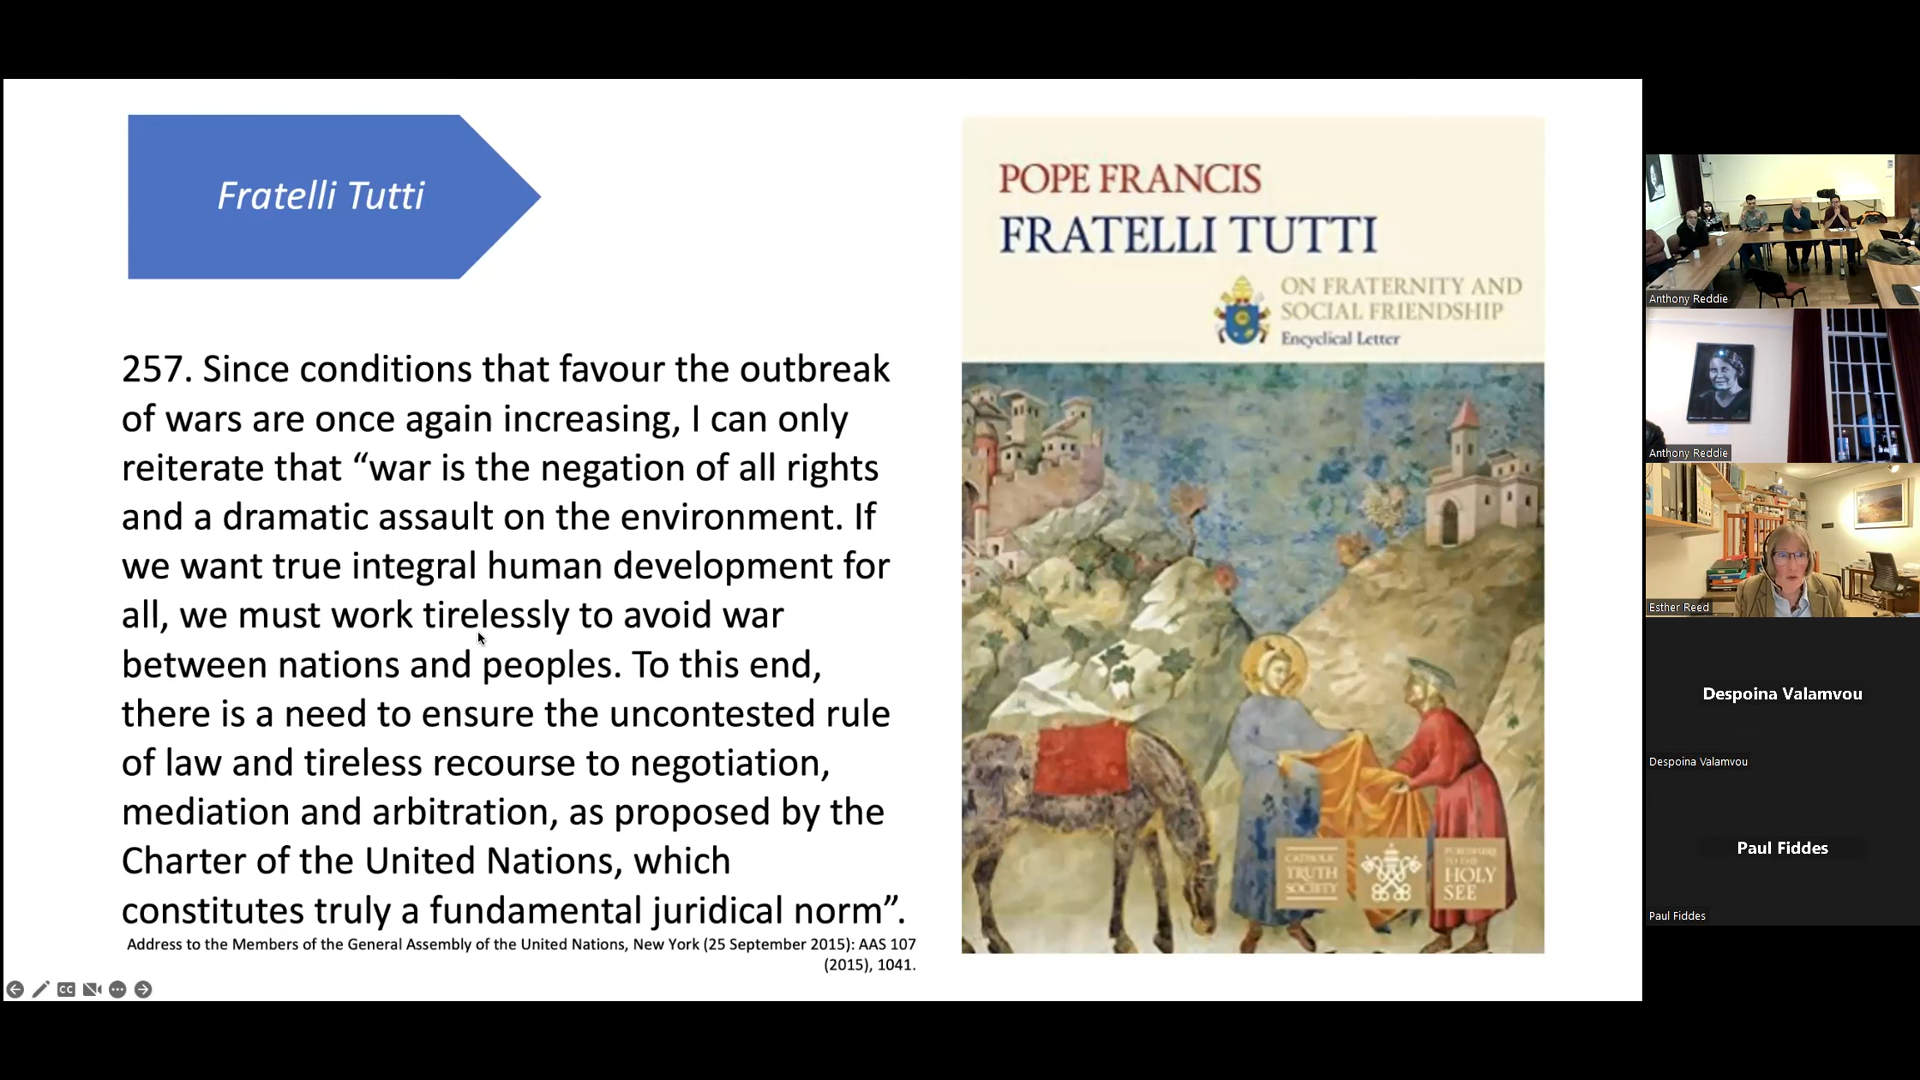 Fratelli Tutti
257. Since conditions that favour the outbreak
of wars are once again increasing, I can only
reiterate that “war is the negation of all rights
and a dramatic assault on the environment. If
we want true integral human development for
all, we must work tirelessly to avoid war
between nations and peoples. To this end,
there is a need to ensure the uncontested rule
of law and tireless recourse to negotiation,
mediation and arbitration, as proposed by the
Charter of the United Nations, which
constitutes truly a fundamental juridical norm”.
Address to the Members of the General Assembly of the United Nations, New York (25 September 2015): AAS 107
(2015), 1041.
POPE FRANCIS
FRATELLI TUTTI
ON FRATERNITY AND
SOCIAL FRIENDSHIP
Encyclical Letter
CATHOLIC
TRUTH
SOCIETY
PUBLISHERS
TO THE
HOLY
SEE
CC
Anthony Reddie
Anthony Reddie
Esther Reed
Despoina Valamvou
Despoina Valamvou
Paul Fiddes
Paul Fiddes